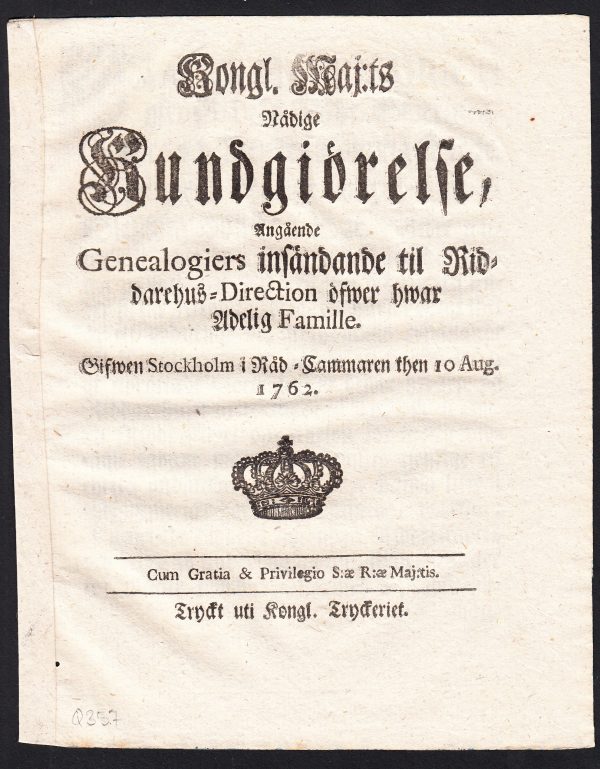 Kongl. Maj:ts
Nådige
Kundgiörelse,
Angående
Genealogiers insändande til Rid-
darehus-Direction öfwer hwar
Adelig Famille.
Gifwen Stockholm i Råd-Cammaren then 10 Aug.
1762.
Cum Gratia & Privilegio S:æ R:æ Maj:tis.
Tryckt uti Kongl. Tryckeriet.
Q357